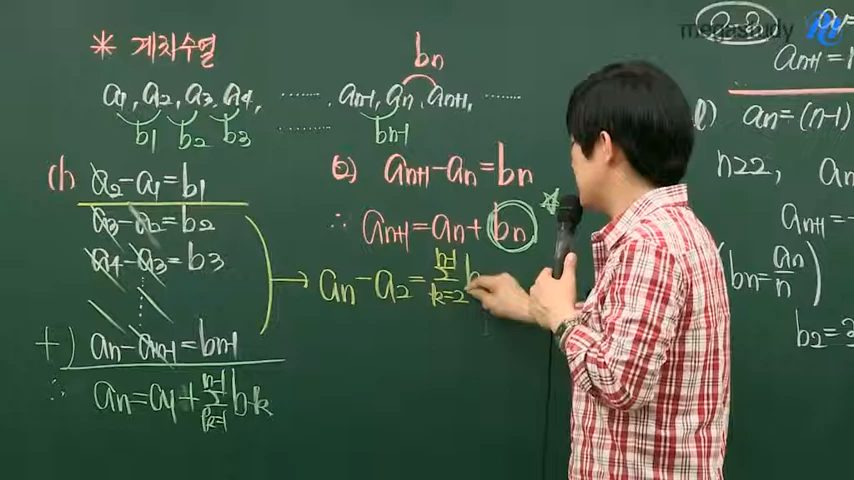 * 계차수열
bn
a1, a2, a3, a4, ........, an-1, an, an+1, ......
b1 b2 b3 ........ bn-1
(1) a2-a1=b1
a3-a2=b2
a4-a3=b3
+) an-an-1=bn-1
∴ an=a1+ n-1 Σ k=1 bk
② an+1-an=bn
∴ an+1=an+bn ☆
→ an-a2= n-1 Σ k=2 b
megastudy
an+1=
an=(n-1)
n≥2, an
an+1=
(bn=an/n)
b2=